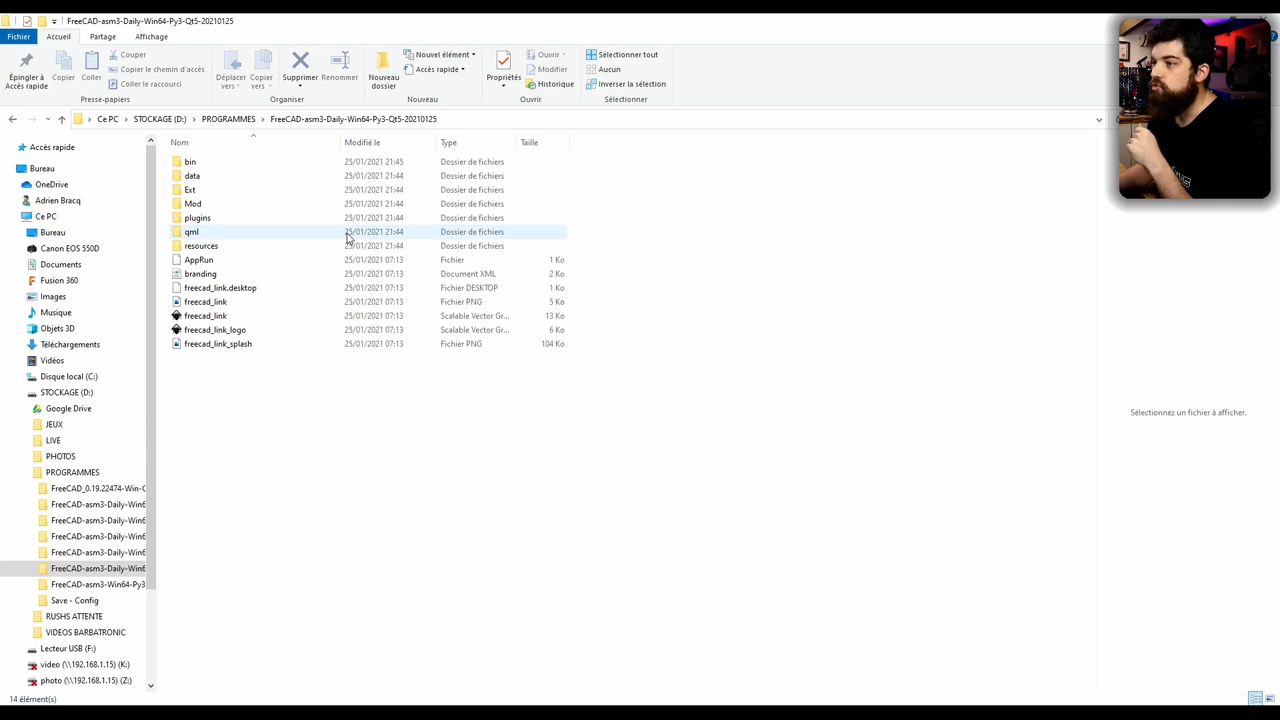 FreeCAD-asm3-Daily-Win64-Py3-Qt5-20210125
Fichier Accueil Partage Affichage
Épingler à Accès rapide
Copier
Coller
Couper
Copier le chemin d'accès
Coller le raccourci
Presse-papiers
Déplacer vers
Copier vers
Supprimer
Renommer
Organiser
Nouveau dossier
Nouvel élément
Accès rapide
Nouveau
Propriétés
Ouvrir
Modifier
Historique
Ouvrir
Sélectionner tout
Aucun
Inverser la sélection
Sélectionner
Ce PC > STOCKAGE (D:) > PROGRAMMES > FreeCAD-asm3-Daily-Win64-Py3-Qt5-20210125
Accès rapide
Bureau
OneDrive
Adrien Bracq
Ce PC
Bureau
Canon EOS 550D
Documents
Fusion 360
Images
Musique
Objets 3D
Téléchargements
Vidéos
Disque local (C:)
STOCKAGE (D:)
Google Drive
JEUX
LIVE
PHOTOS
PROGRAMMES
FreeCAD_0.19.22474-Win-C
FreeCAD-asm3-Daily-Win6
FreeCAD-asm3-Daily-Win6
FreeCAD-asm3-Daily-Win6
FreeCAD-asm3-Daily-Win6
FreeCAD-asm3-Daily-Win6
FreeCAD-asm3-Win64-Py3
Save - Config
RUSHS ATTENTE
VIDEOS BARBATRONIC
Lecteur USB (F:)
video (\\192.168.1.15) (K:)
photo (\\192.168.1.15) (Z:)
Nom Modifié le Type Taille
bin 25/01/2021 21:45 Dossier de fichiers
data 25/01/2021 21:44 Dossier de fichiers
Ext 25/01/2021 21:44 Dossier de fichiers
Mod 25/01/2021 21:44 Dossier de fichiers
plugins 25/01/2021 21:44 Dossier de fichiers
qml 25/01/2021 21:44 Dossier de fichiers
resources 25/01/2021 21:44 Dossier de fichiers
AppRun 25/01/2021 07:13 Fichier 1 Ko
branding 25/01/2021 07:13 Document XML 2 Ko
freecad_link.desktop 25/01/2021 07:13 Fichier DESKTOP 1 Ko
freecad_link 25/01/2021 07:13 Fichier PNG 5 Ko
freecad_link 25/01/2021 07:13 Scalable Vector Gr... 13 Ko
freecad_link_logo 25/01/2021 07:13 Scalable Vector Gr... 6 Ko
freecad_link_splash 25/01/2021 07:13 Fichier PNG 104 Ko
Sélectionnez un fichier à afficher.
14 élément(s)